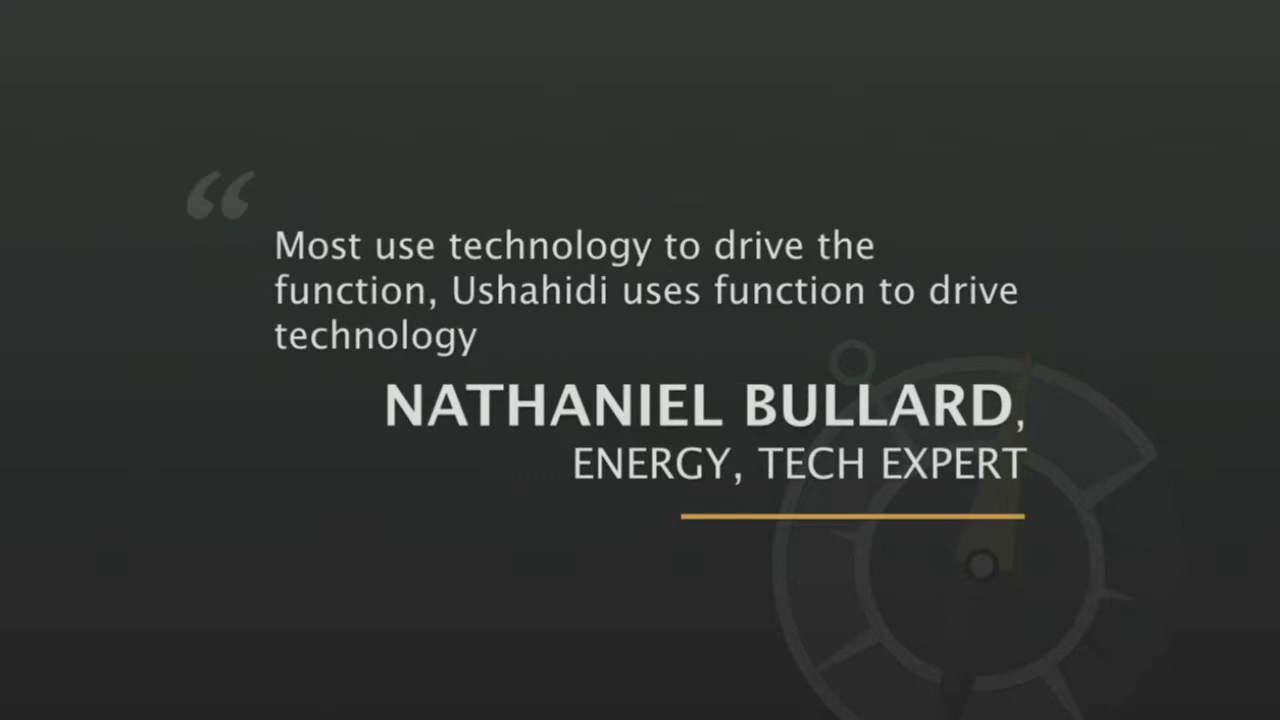 “
Most use technology to drive the
function, Ushahidi uses function to drive
technology
NATHANIEL BULLARD,
ENERGY, TECH EXPERT